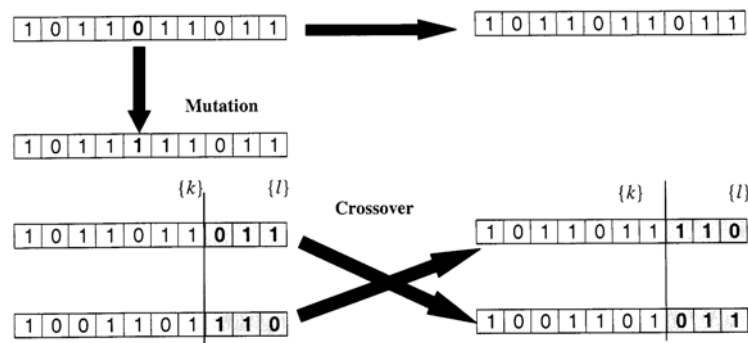 1 0 1 1 0 1 1 0 1 1
1 0 1 1 0 1 1 0 1 1
Mutation
1 0 1 1 1 1 1 0 1 1
{k} {l}
{k} {l}
Crossover
1 0 1 1 0 1 1 0 1 1
1 0 1 1 0 1 1 1 1 0
1 0 0 1 1 0 1 1 1 0
1 0 0 1 1 0 1 0 1 1